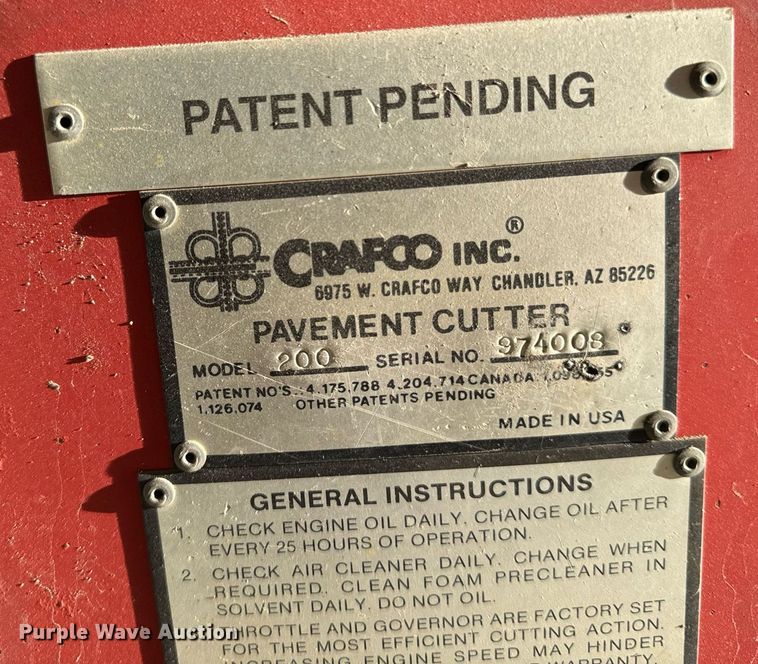 PATENT PENDING
CRAFCO INC.®
6975 W. CRAFCO WAY CHANDLER, AZ 85226
PAVEMENT CUTTER
MODEL 200 SERIAL NO. 974008
PATENT NO'S. 4,175,788 4,204,714 CANADA
1,126,074 OTHER PATENTS PENDING
MADE IN USA
GENERAL INSTRUCTIONS
1. CHECK ENGINE OIL DAILY. CHANGE OIL AFTER
EVERY 25 HOURS OF OPERATION.
2. CHECK AIR CLEANER DAILY. CHANGE WHEN
REQUIRED. CLEAN FOAM PRECLEANER IN
SOLVENT DAILY. DO NOT OIL.
THROTTLE AND GOVERNOR ARE FACTORY SET
FOR THE MOST EFFICIENT CUTTING ACTION.
INCREASING ENGINE SPEED MAY HINDER
WARRANTY.
Purple Wave Auction